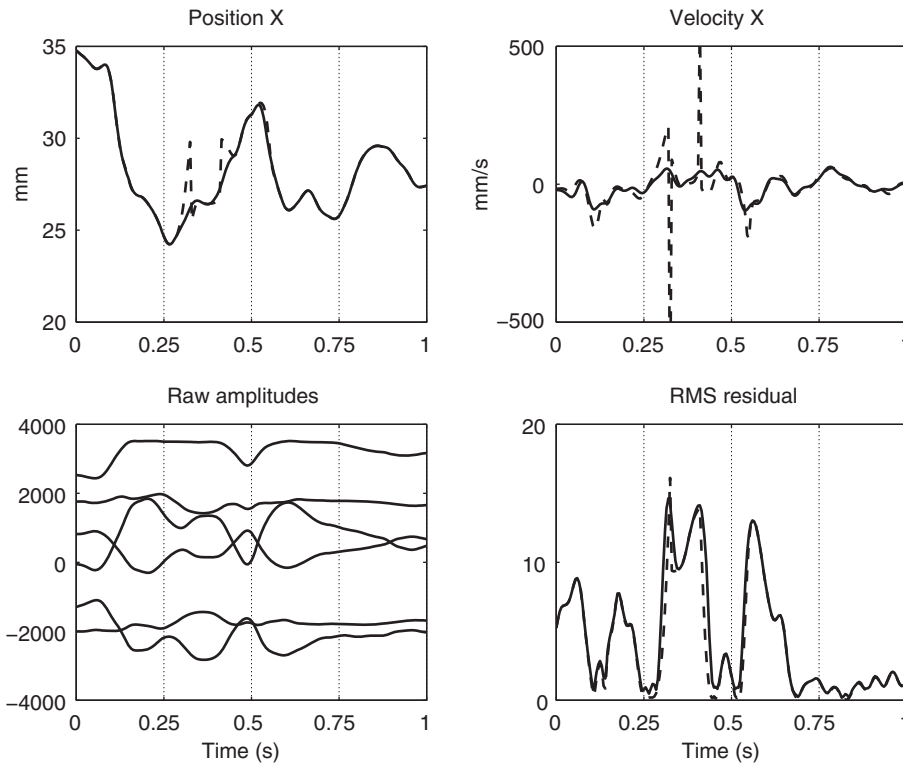 Position X
35
30
25
20
mm
0 0.25 0.5 0.75 1
Velocity X
500
0
−500
mm/s
0 0.25 0.5 0.75 1
Raw amplitudes
4000
2000
0
−2000
−4000
0 0.25 0.5 0.75 1
Time (s)
RMS residual
20
10
0
0 0.25 0.5 0.75 1
Time (s)